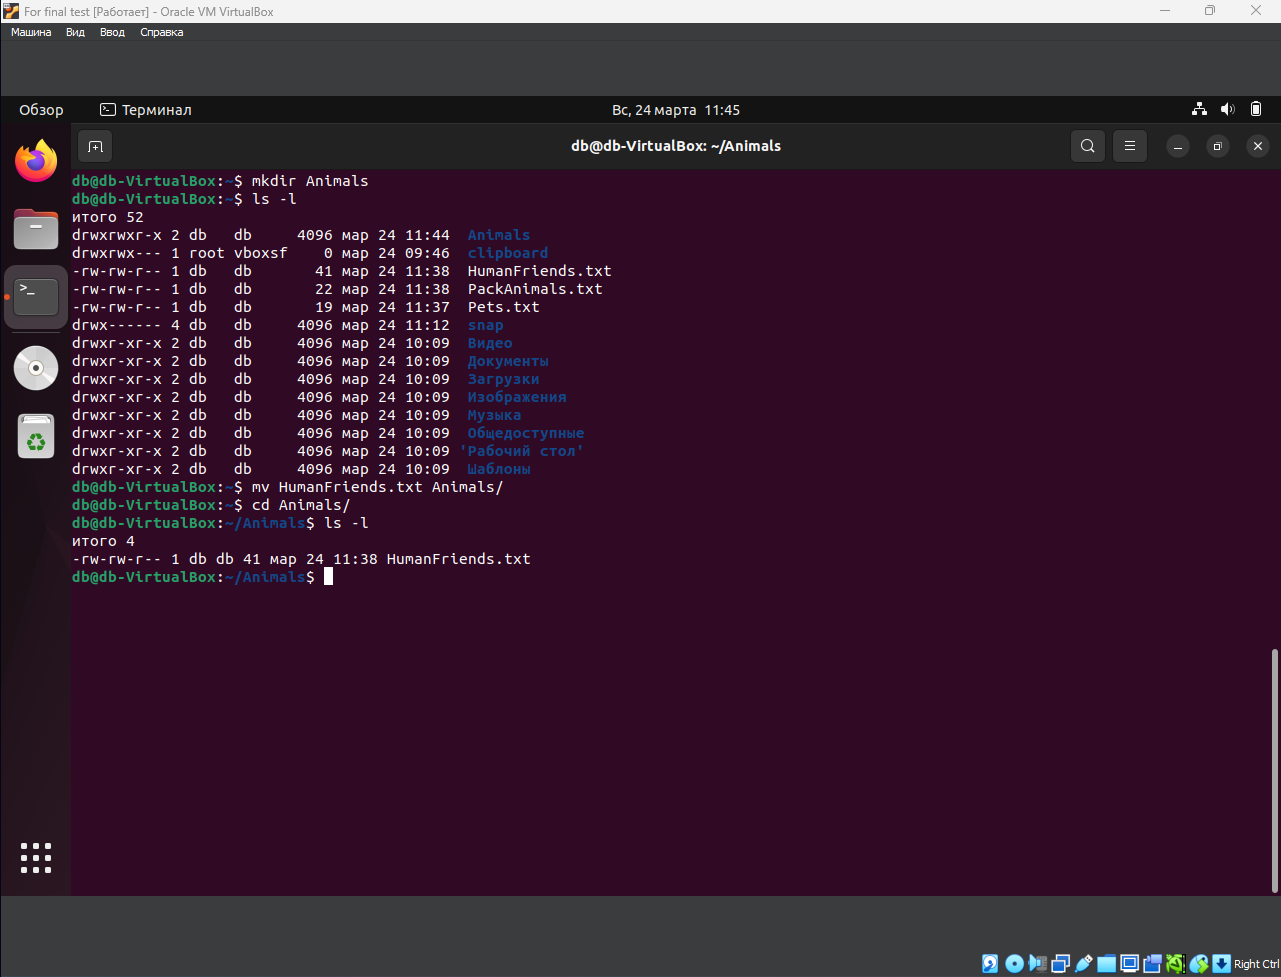 For final test [Работает] - Oracle VM VirtualBox
Машина Вид Ввод Справка
Обзор Терминал Вс, 24 марта 11:45
db@db-VirtualBox: ~/Animals
db@db-VirtualBox:~$ mkdir Animals
db@db-VirtualBox:~$ ls -l
итого 52
drwxrwxr-x 2 db   db     4096 мар 24 11:44  Animals
drwxrwx--- 1 root vboxsf    0 мар 24 09:46  clipboard
-rw-rw-r-- 1 db   db       41 мар 24 11:38  HumanFriends.txt
-rw-rw-r-- 1 db   db       22 мар 24 11:38  PackAnimals.txt
-rw-rw-r-- 1 db   db       19 мар 24 11:37  Pets.txt
drwx------ 4 db   db     4096 мар 24 11:12  snap
drwxr-xr-x 2 db   db     4096 мар 24 10:09  Видео
drwxr-xr-x 2 db   db     4096 мар 24 10:09  Документы
drwxr-xr-x 2 db   db     4096 мар 24 10:09  Загрузки
drwxr-xr-x 2 db   db     4096 мар 24 10:09  Изображения
drwxr-xr-x 2 db   db     4096 мар 24 10:09  Музыка
drwxr-xr-x 2 db   db     4096 мар 24 10:09  Общедоступные
drwxr-xr-x 2 db   db     4096 мар 24 10:09 'Рабочий стол'
drwxr-xr-x 2 db   db     4096 мар 24 10:09  Шаблоны
db@db-VirtualBox:~$ mv HumanFriends.txt Animals/
db@db-VirtualBox:~$ cd Animals/
db@db-VirtualBox:~/Animals$ ls -l
итого 4
-rw-rw-r-- 1 db db 41 мар 24 11:38 HumanFriends.txt
db@db-VirtualBox:~/Animals$
Right Ctrl